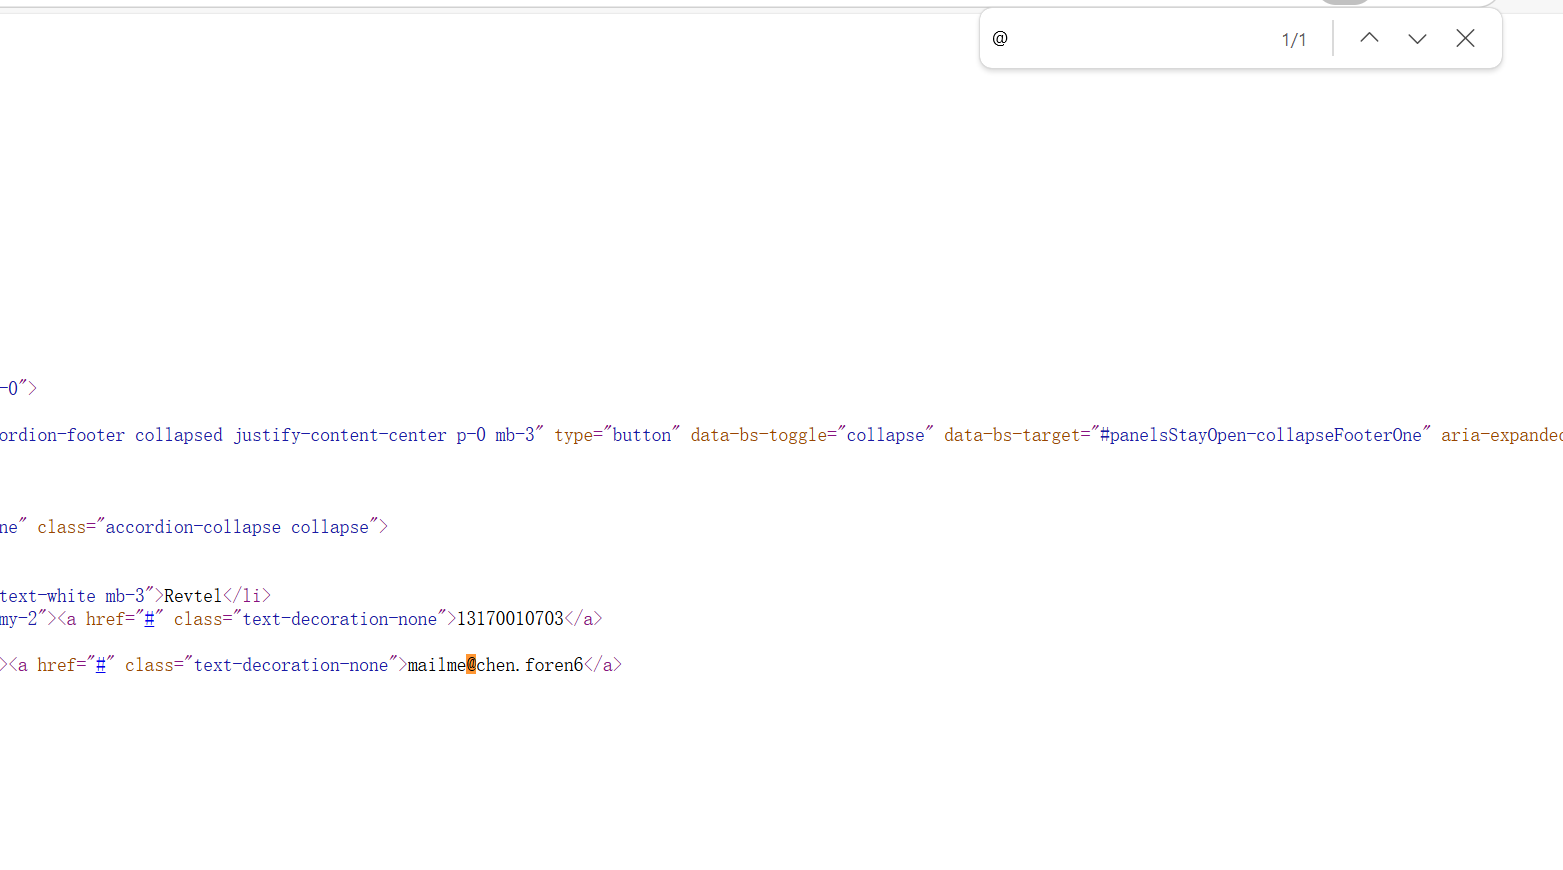 @ 1/1
-0">
ordion-footer collapsed justify-content-center p-0 mb-3" type="button" data-bs-toggle="collapse" data-bs-target="#panelsStayOpen-collapseFooterOne" aria-expanded
ne" class="accordion-collapse collapse">
text-white mb-3">Revtel</li>
my-2"><a href="#" class="text-decoration-none">13170010703</a>
><a href="#" class="text-decoration-none">mailme@chen.foren6</a>